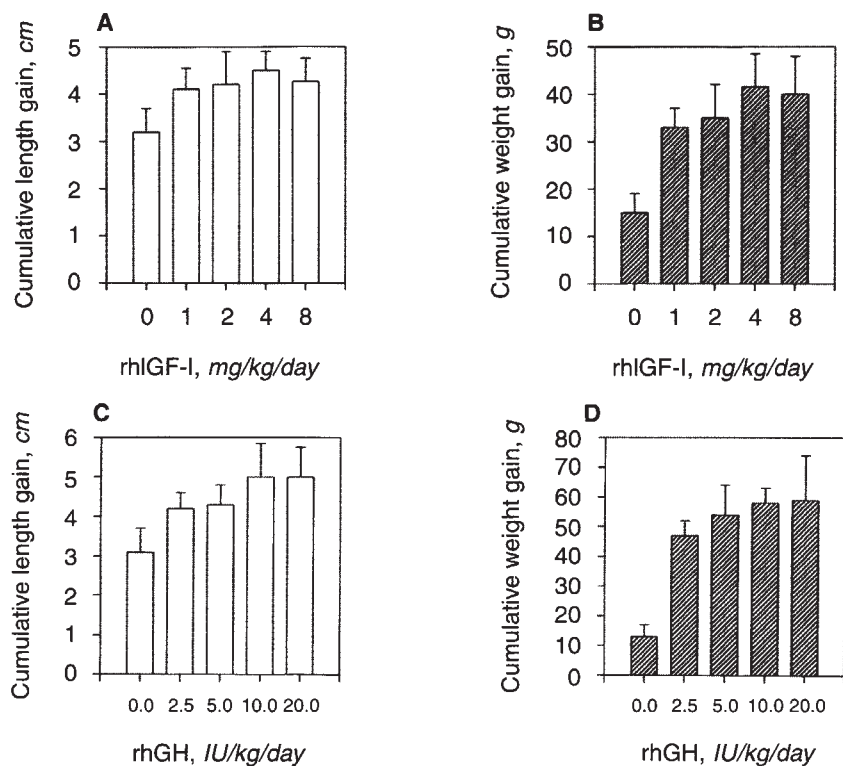 A
Cumulative length gain, cm
5
4
3
2
1
0
0 1 2 4 8
rhIGF-I, mg/kg/day
B
Cumulative weight gain, g
50
40
30
20
10
0
0 1 2 4 8
rhIGF-I, mg/kg/day
C
Cumulative length gain, cm
6
5
4
3
2
1
0
0.0 2.5 5.0 10.0 20.0
rhGH, IU/kg/day
D
Cumulative weight gain, g
80
70
60
50
40
30
20
10
0
0.0 2.5 5.0 10.0 20.0
rhGH, IU/kg/day